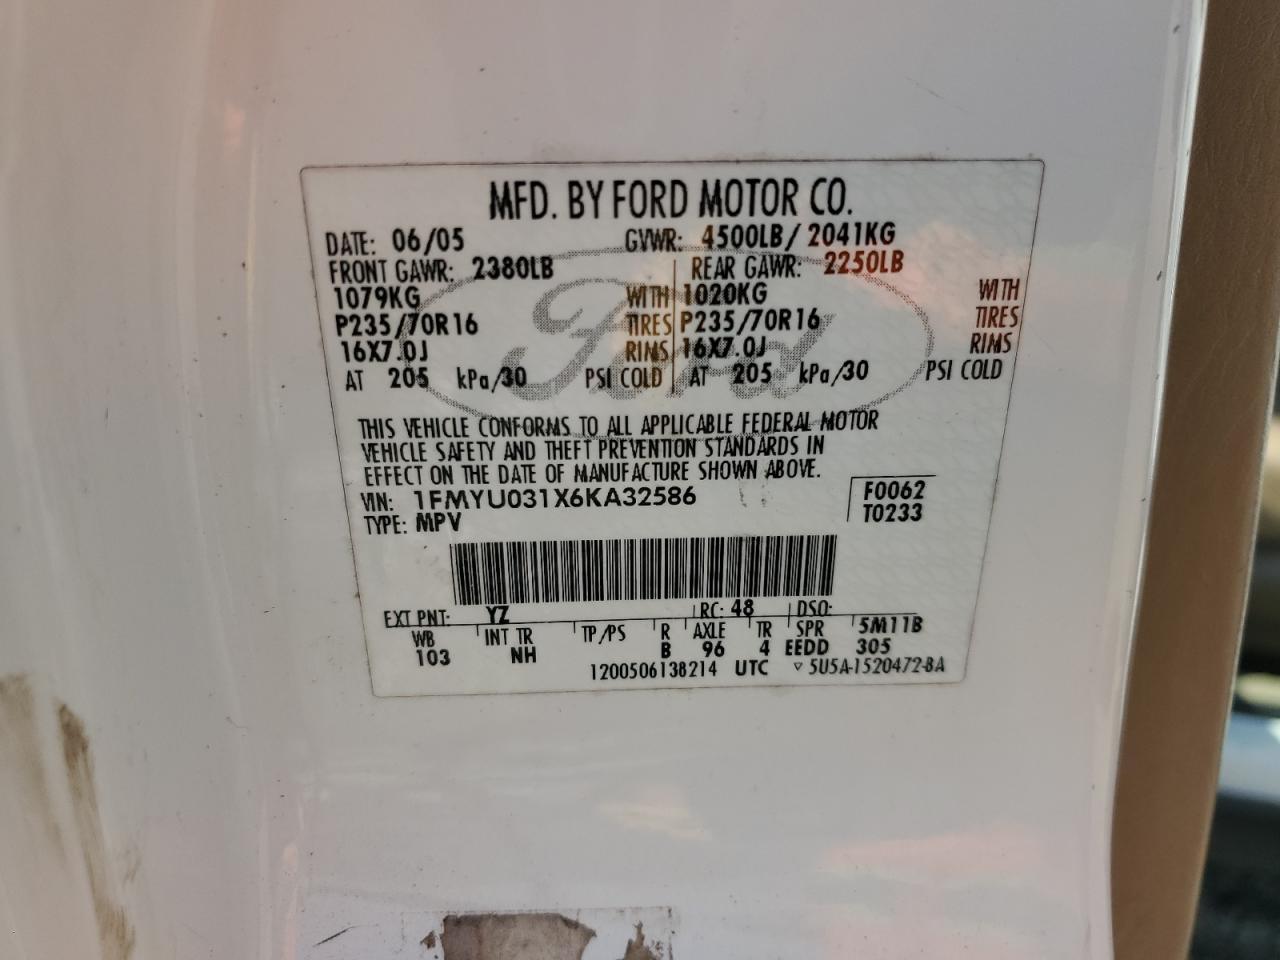 MFD. BY FORD MOTOR CO.
DATE: 06/05 GVWR: 4500LB/ 2041KG
FRONT GAWR: 2380LB REAR GAWR: 2250LB
1079KG WITH 1020KG WITH
P235/70R16 TIRES P235/70R16 TIRES
16X7.0J RIMS 16X7.0J RIMS
AT 205 kPa/30 PSI COLD AT 205 kPa/30 PSI COLD
Ford
THIS VEHICLE CONFORMS TO ALL APPLICABLE FEDERAL MOTOR
VEHICLE SAFETY AND THEFT PREVENTION STANDARDS IN
EFFECT ON THE DATE OF MANUFACTURE SHOWN ABOVE.
VIN: 1FMYU031X6KA32586 F0062
TYPE: MPV T0233
EXT PNT: YZ RC: 48 DSO:
WB INT TR TP/PS R AXLE TR SPR 5M11B
103 NH B 96 4 EEDD 305
1200506138214 UTC ▽ 5U5A-1520472-BA